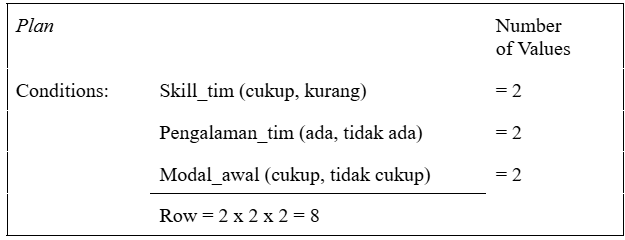 Plan Number
of Values
Conditions: Skill_tim (cukup, kurang) = 2
Pengalaman_tim (ada, tidak ada) = 2
Modal_awal (cukup, tidak cukup) = 2
Row = 2 x 2 x 2 = 8